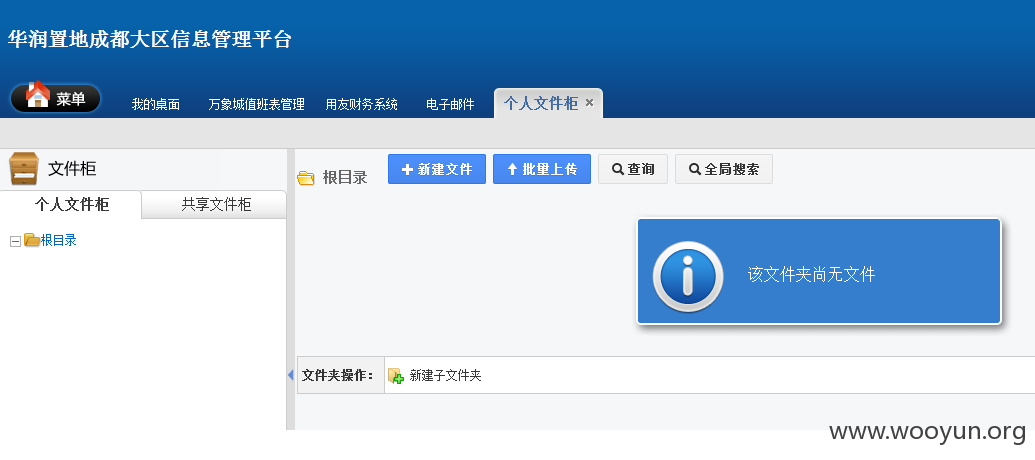 华润置地成都大区信息管理平台
菜单
我的桌面 万象城值班表管理 用友财务系统 电子邮件 个人文件柜 ×
文件柜
个人文件柜 共享文件柜
根目录
根目录 新建文件 批量上传 查询 全局搜索
该文件夹尚无文件
文件夹操作： 新建子文件夹
www.wooyun.org